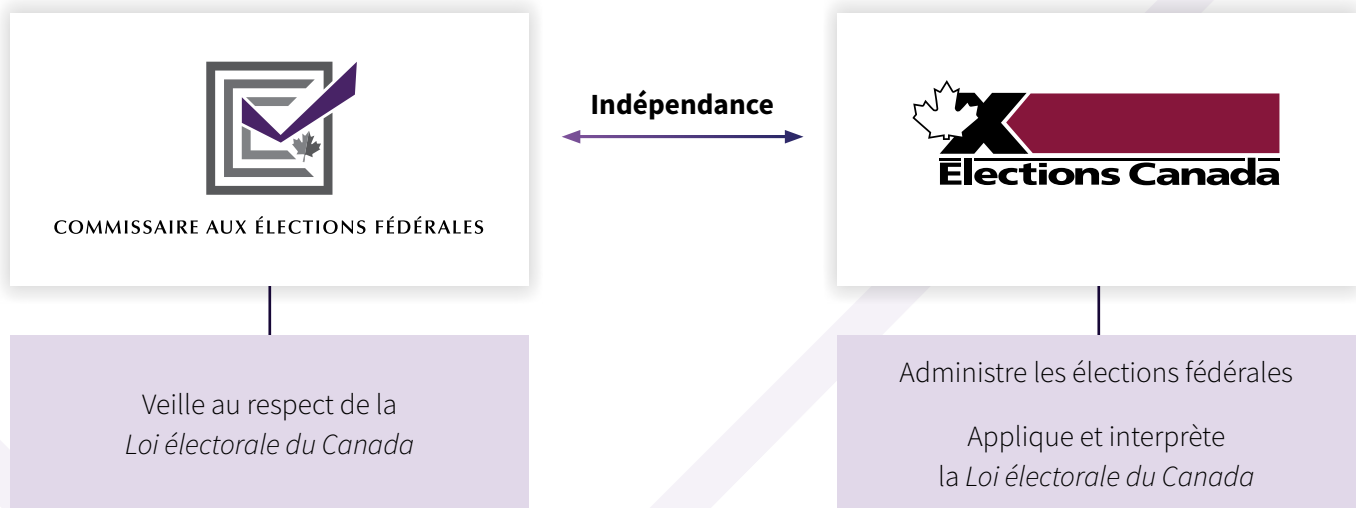 COMMISSAIRE AUX ÉLECTIONS FÉDÉRALES
Indépendance
Elections Canada
Veille au respect de la
Loi électorale du Canada
Administre les élections fédérales
Applique et interprète
la Loi électorale du Canada